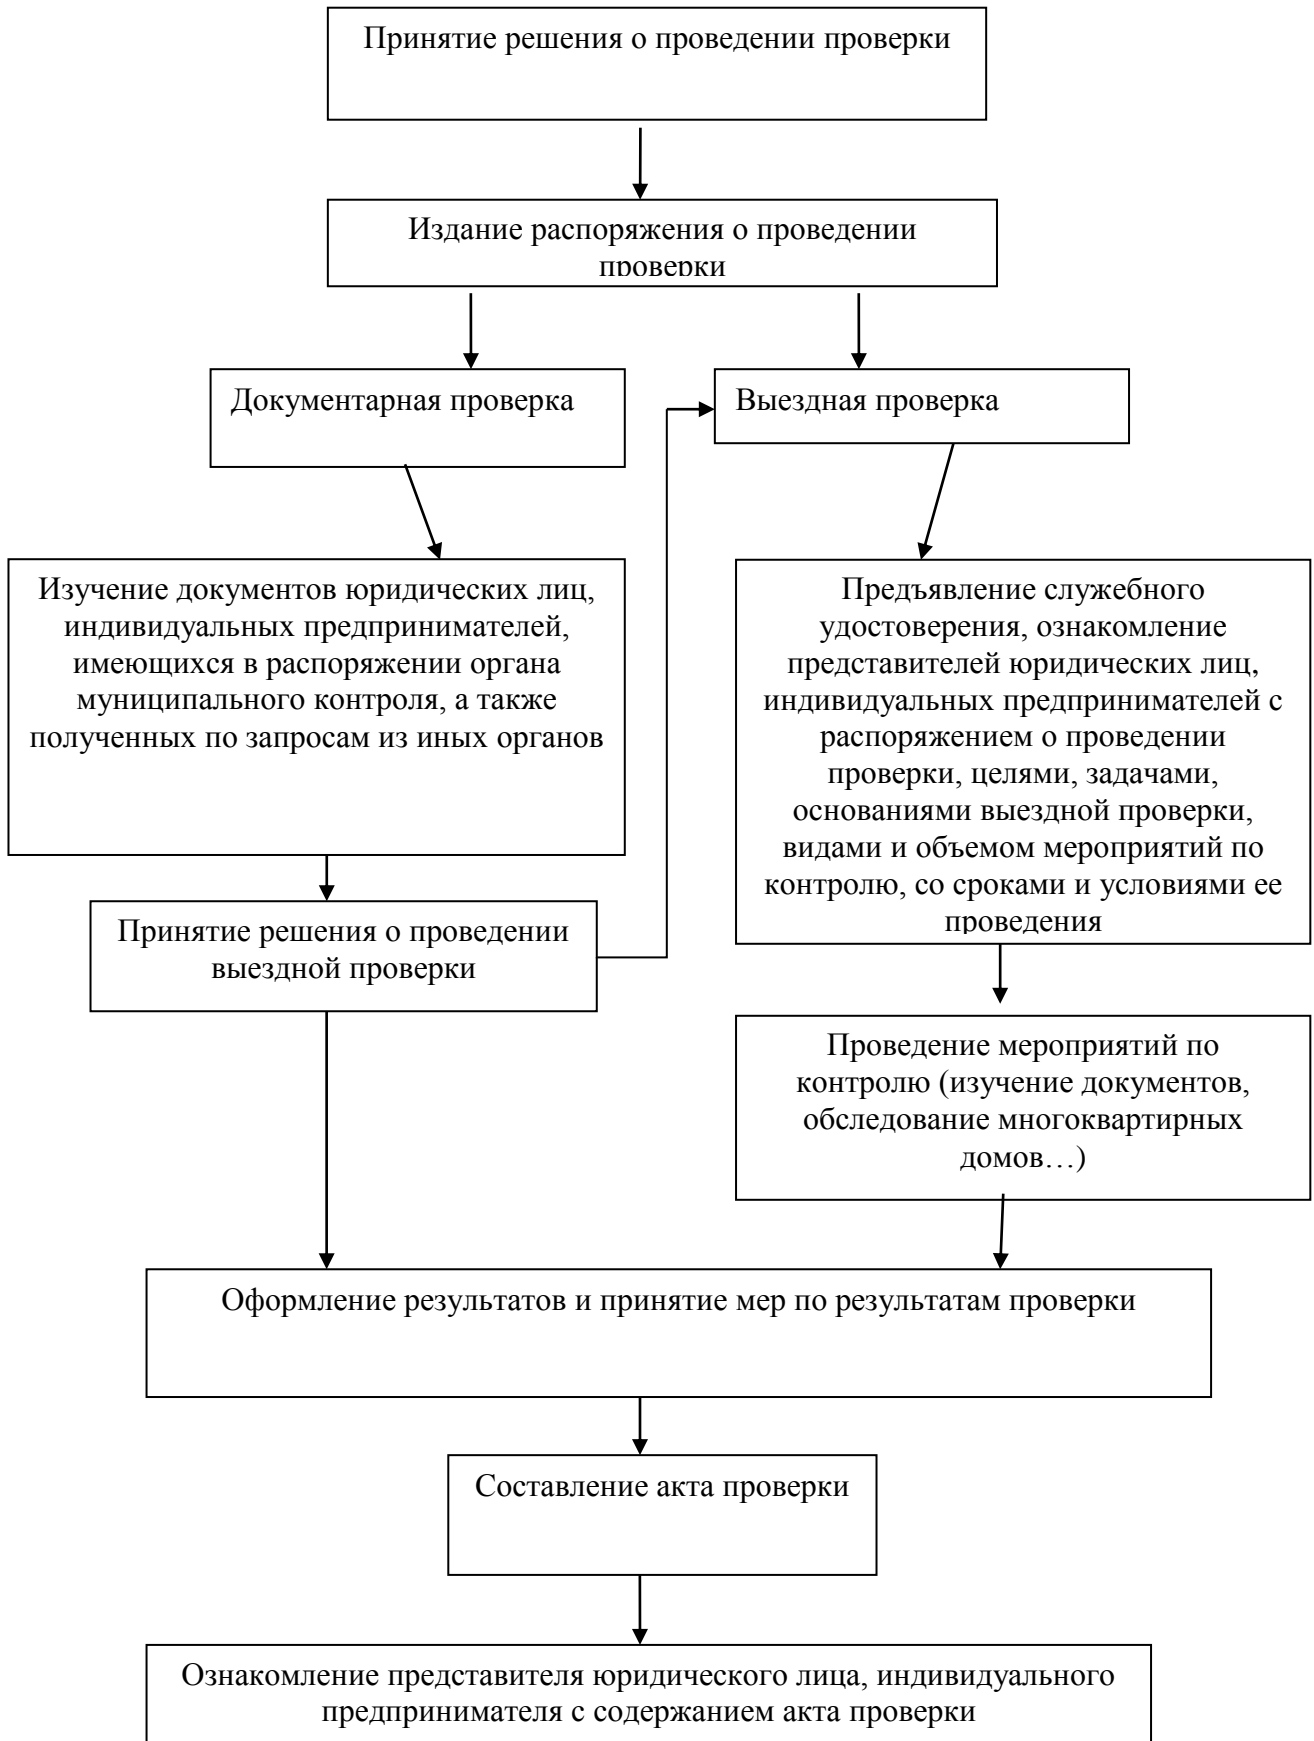 Принятие решения о проведении проверки
Издание распоряжения о проведении
проверки
Документарная проверка
Выездная проверка
Изучение документов юридических лиц,
индивидуальных предпринимателей,
имеющихся в распоряжении органа
муниципального контроля, а также
полученных по запросам из иных органов
Предъявление служебного
удостоверения, ознакомление
представителей юридических лиц,
индивидуальных предпринимателей с
распоряжением о проведении
проверки, целями, задачами,
основаниями выездной проверки,
видами и объемом мероприятий по
контролю, со сроками и условиями ее
проведения
Принятие решения о проведении
выездной проверки
Проведение мероприятий по
контролю (изучение документов,
обследование многоквартирных
домов…)
Оформление результатов и принятие мер по результатам проверки
Составление акта проверки
Ознакомление представителя юридического лица, индивидуального
предпринимателя с содержанием акта проверки